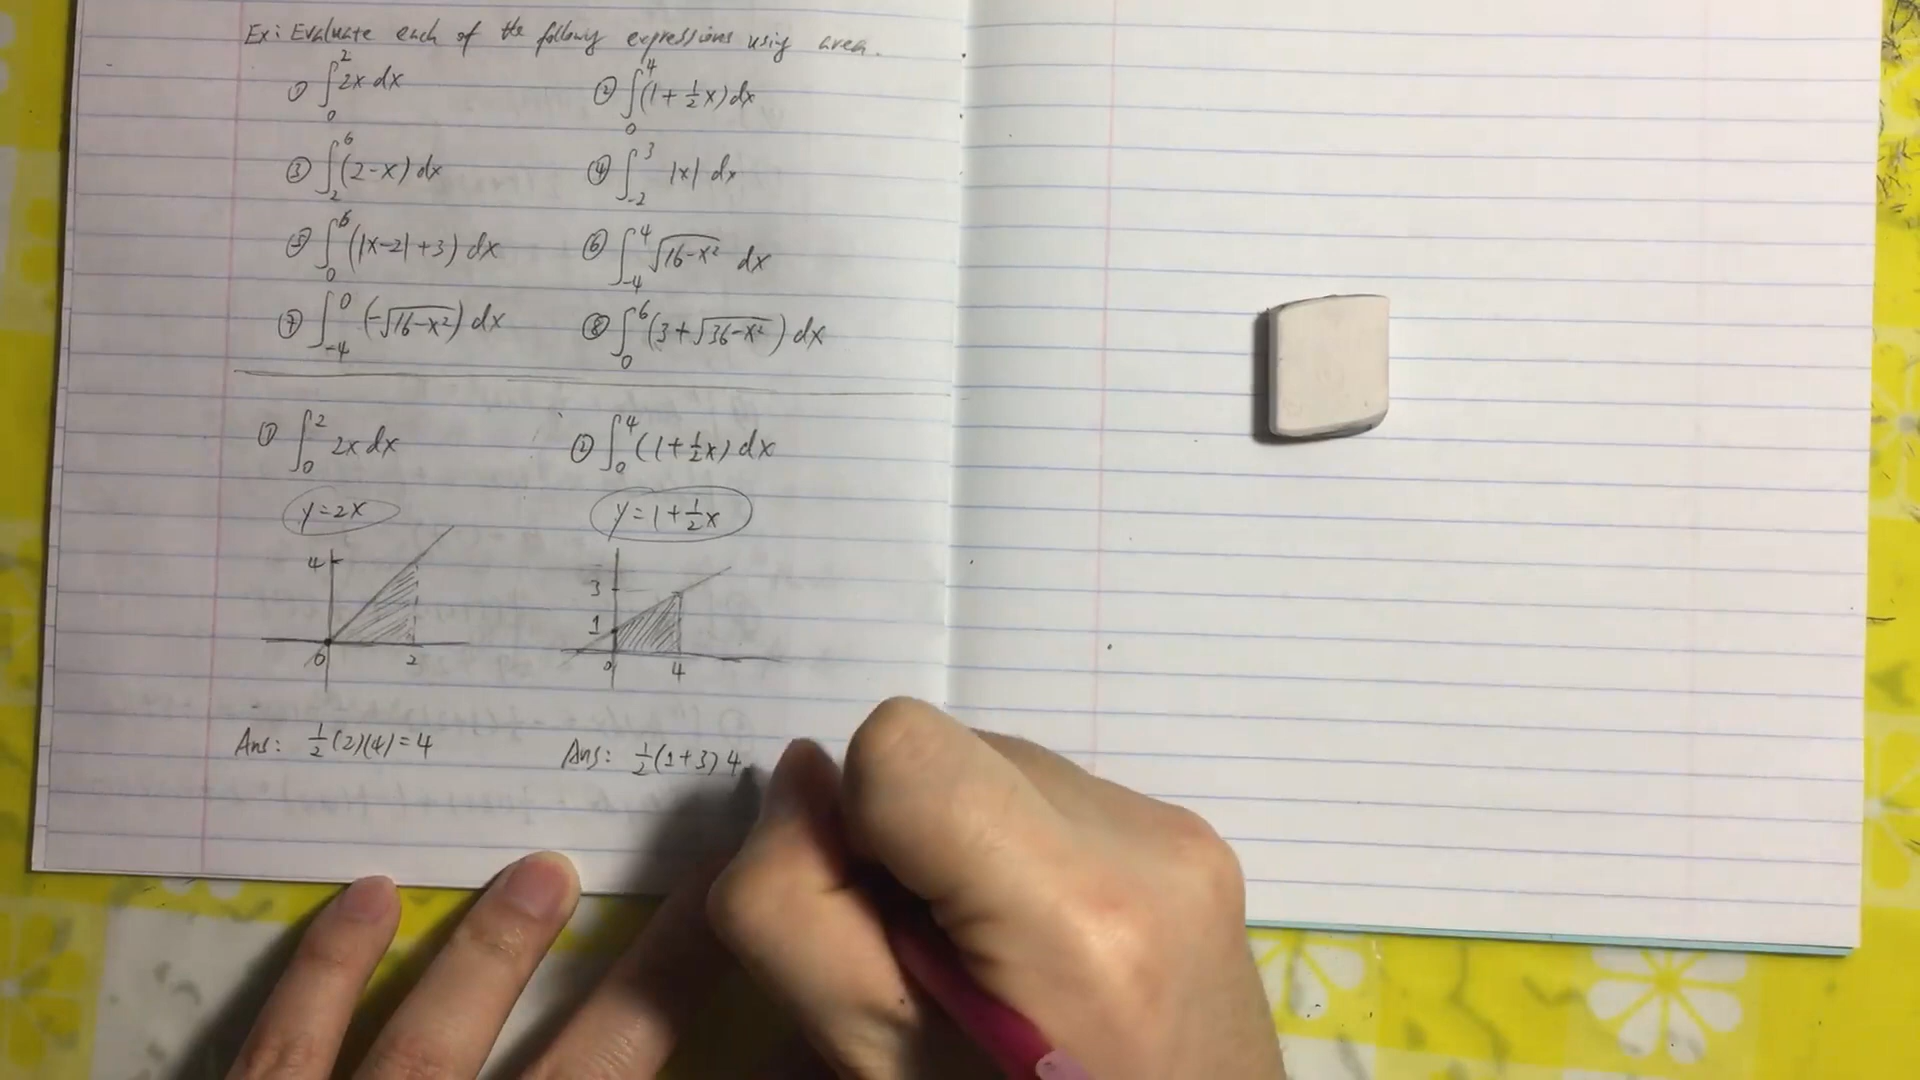 Ex: Evaluate each of the following expressions using area.
① ∫₀² 2x dx ② ∫₀⁴ (1 + ½x) dx
③ ∫₂⁶ (2-x) dx ④ ∫₋₂³ |x| dx
⑤ ∫₀⁶ (|x-2| + 3) dx ⑥ ∫₋₄⁴ √(16-x²) dx
⑦ ∫₋₄⁰ (-√(16-x²)) dx ⑧ ∫₀⁶ (3 + √(36-x²)) dx
① ∫₀² 2x dx ② ∫₀⁴ (1 + ½x) dx
y = 2x y = 1 + ½x
4 3
1
0 2 0 4
Ans: ½(2)(4) = 4 Ans: ½(1+3)4